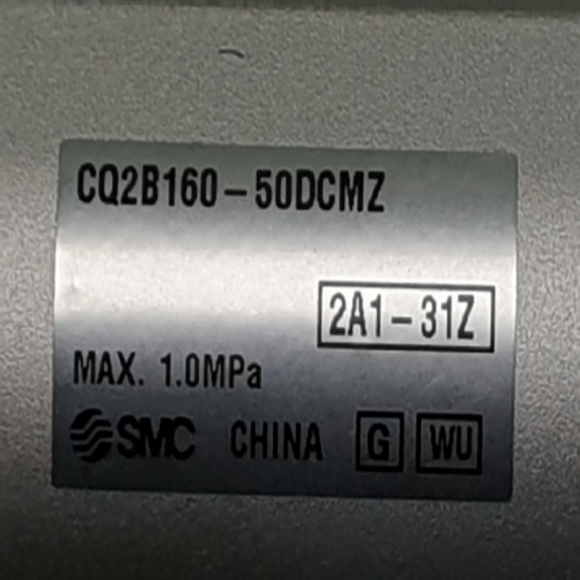 CQ2B160-50DCMZ
2A1-31Z
MAX. 1.0MPa
SMC CHINA G WU